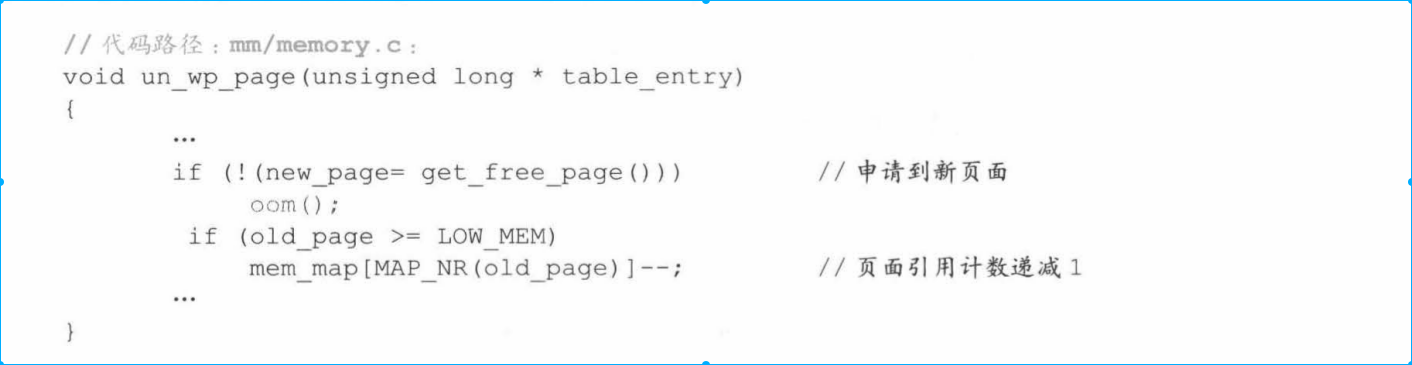 // 代码路径：mm/memory.c：
void un_wp_page(unsigned long * table_entry)
{
…
if (!(new_page= get_free_page())) // 申请到新页面
oom();
if (old_page >= LOW_MEM)
mem_map[MAP_NR(old_page)]--; // 页面引用计数递减 1
…
}